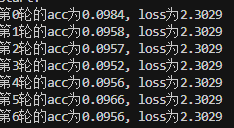 第0轮的acc为0.0984, loss为2.3029
第1轮的acc为0.0958, loss为2.3029
第2轮的acc为0.0957, loss为2.3029
第3轮的acc为0.0952, loss为2.3029
第4轮的acc为0.0956, loss为2.3029
第5轮的acc为0.0966, loss为2.3029
第6轮的acc为0.0956, loss为2.3029